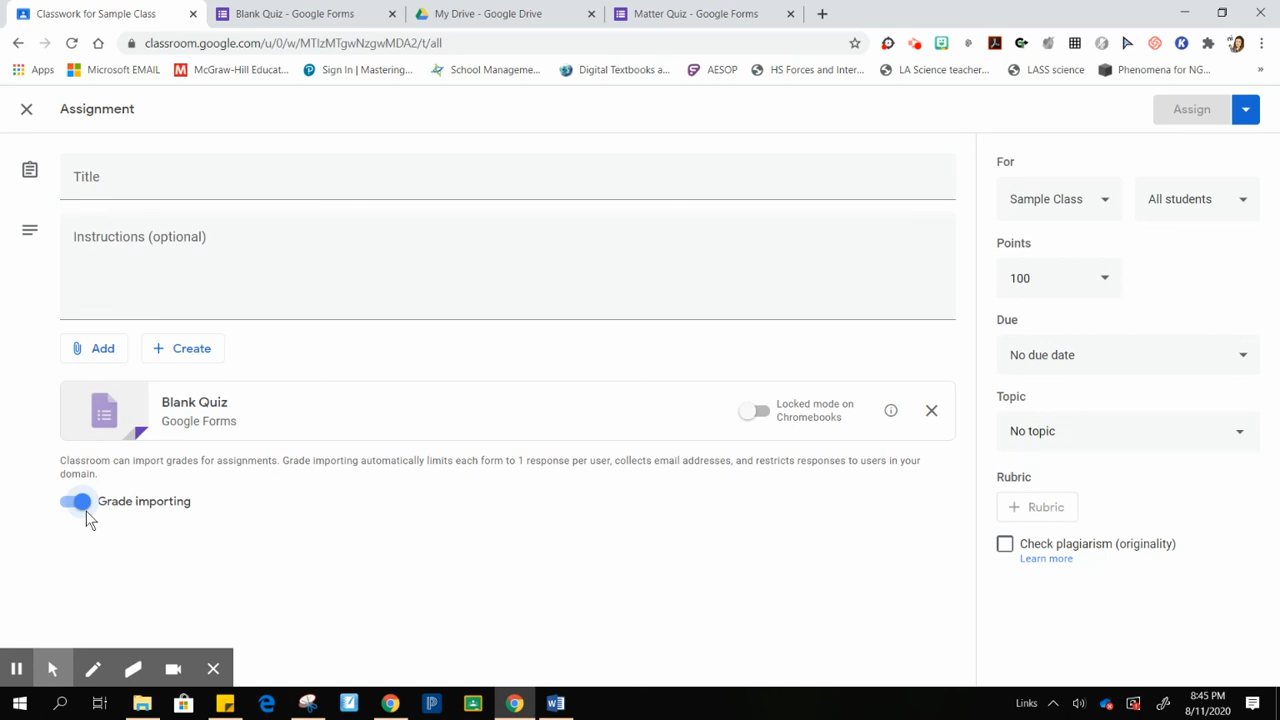 Classwork for Sample Class
Blank Quiz - Google Forms
My Drive - Google Drive
Matter Quiz - Google Forms
classroom.google.com/u/0/w/MTIzMTgwNzgwMDA2/t/all
Apps
Microsoft EMAIL
McGraw-Hill Educat...
Sign In | Mastering...
School Manageme...
Digital Textbooks a...
AESOP
HS Forces and Inter...
LA Science teacher...
LASS science
Phenomena for NG...
Assignment
Assign
Title
Instructions (optional)
Add
Create
Blank Quiz
Google Forms
Locked mode on
Chromebooks
Classroom can import grades for assignments. Grade importing automatically limits each form to 1 response per user, collects email addresses, and restricts responses to users in your
domain.
Grade importing
For
Sample Class
All students
Points
100
Due
No due date
Topic
No topic
Rubric
Rubric
Check plagiarism (originality)
Learn more
Links
8:45 PM
8/11/2020